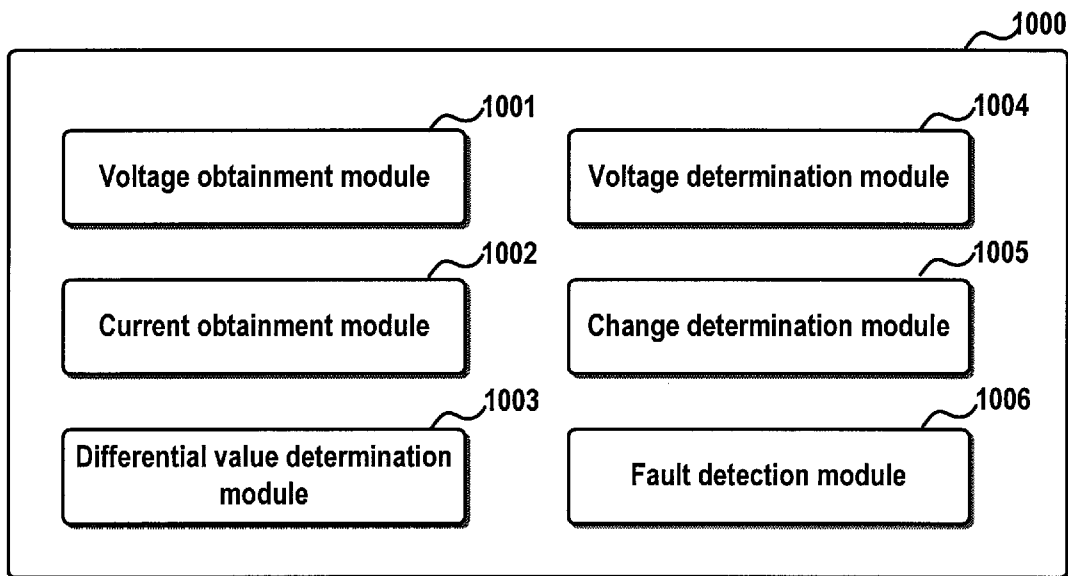 1000
1001
Voltage obtainment module
1004
Voltage determination module
1002
Current obtainment module
1005
Change determination module
1003
Differential value determination
module
1006
Fault detection module